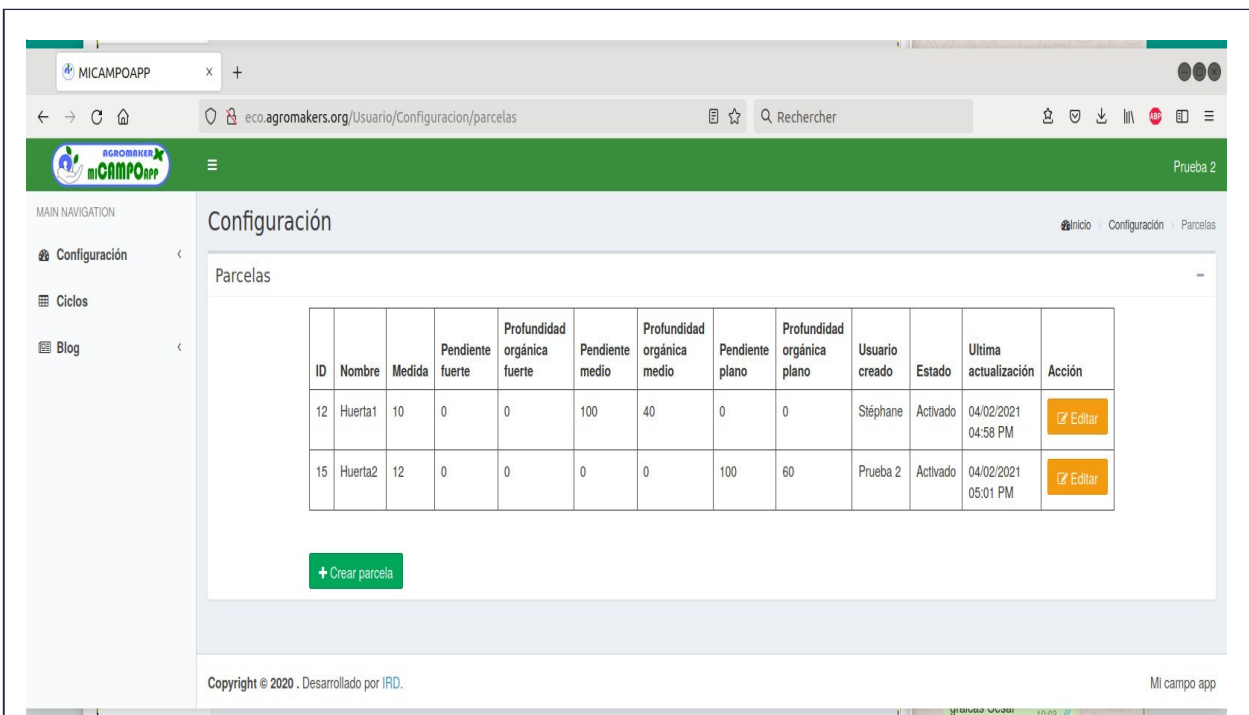 MICAMPOAPP
eco.agromakers.org/Usuario/Configuracion/parcelas
Rechercher
ABP
AGROMAKERX
miCAMPOAPP
Prueba 2
MAIN NAVIGATION
Configuración
Ciclos
Blog
Configuración
Inicio > Configuración > Parcelas
Parcelas
ID Nombre Medida Pendiente fuerte Profundidad orgánica fuerte Pendiente medio Profundidad orgánica medio Pendiente plano Profundidad orgánica plano Usuario creado Estado Ultima actualización Acción
12 Huerta1 10 0 0 100 40 0 0 Stéphane Activado 04/02/2021 04:58 PM Editar
15 Huerta2 12 0 0 0 0 100 60 Prueba 2 Activado 04/02/2021 05:01 PM Editar
+ Crear parcela
Copyright © 2020 . Desarrollado por IRD.
Mi campo app